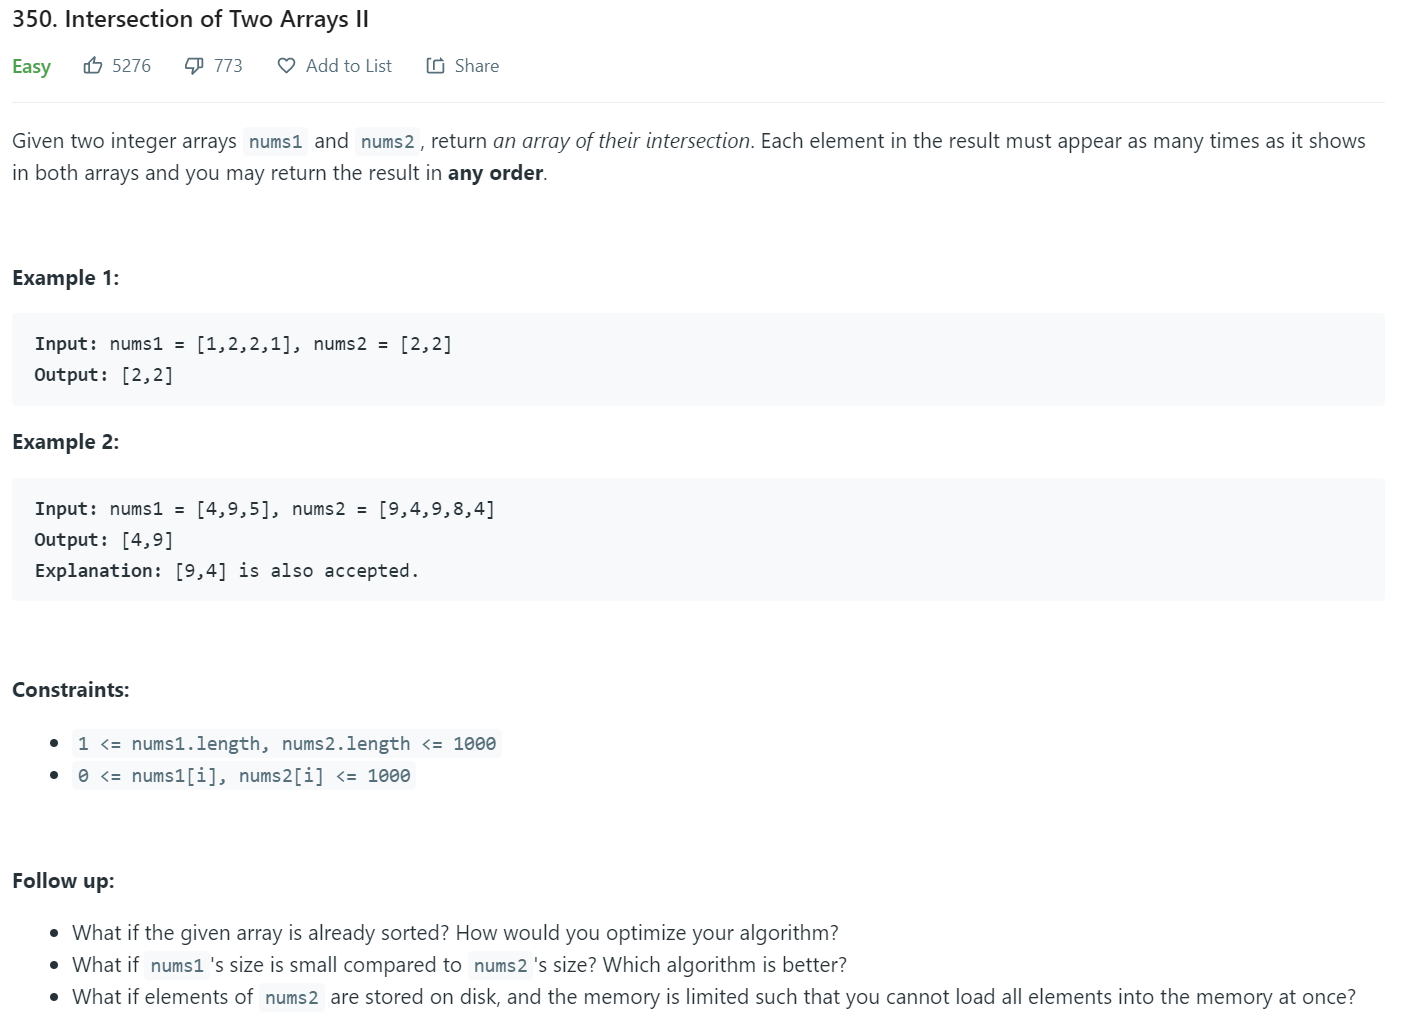 350. Intersection of Two Arrays II
Easy 5276 773 Add to List Share
Given two integer arrays nums1 and nums2, return an array of their intersection. Each element in the result must appear as many times as it shows
in both arrays and you may return the result in any order.
Example 1:
Input: nums1 = [1,2,2,1], nums2 = [2,2]
Output: [2,2]
Example 2:
Input: nums1 = [4,9,5], nums2 = [9,4,9,8,4]
Output: [4,9]
Explanation: [9,4] is also accepted.
Constraints:
• 1 <= nums1.length, nums2.length <= 1000
• 0 <= nums1[i], nums2[i] <= 1000
Follow up:
• What if the given array is already sorted? How would you optimize your algorithm?
• What if nums1's size is small compared to nums2's size? Which algorithm is better?
• What if elements of nums2 are stored on disk, and the memory is limited such that you cannot load all elements into the memory at once?